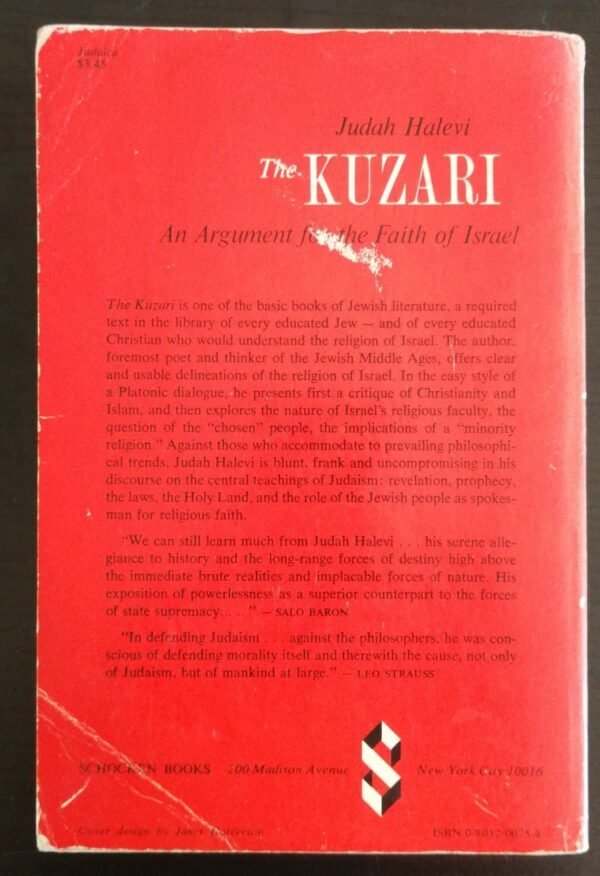 Judaica
$3.45
Judah Halevi
The KUZARI
An Argument for the Faith of Israel
The Kuzari is one of the basic books of Jewish literature, a required
text in the library of every educated Jew — and of every educated
Christian who would understand the religion of Israel. The author,
foremost poet and thinker of the Jewish Middle Ages, offers clear
and usable delineations of the religion of Israel. In the easy style of
a Platonic dialogue, he presents first a critique of Christianity and
Islam, and then explores the nature of Israel's religious faculty, the
question of the "chosen" people, the implications of a "minority
religion." Against those who accommodate to prevailing philosophi-
cal trends, Judah Halevi is blunt, frank and uncompromising in his
discourse on the central teachings of Judaism: revelation, prophecy,
the laws, the Holy Land, and the role of the Jewish people as spokes-
man for religious faith.
"We can still learn much from Judah Halevi . . . his serene alle-
giance to history and the long-range forces of destiny high above
the immediate brute realities and implacable forces of nature. His
exposition of powerlessness as a superior counterpart to the forces
of state supremacy. . . ." — SALO BARON
"In defending Judaism . . . against the philosophers, he was con-
scious of defending morality itself and therewith the cause, not only
of Judaism, but of mankind at large." — LEO STRAUSS
SCHOCKEN BOOKS 200 Madison Avenue New York City 10016
Cover design by Janet Halverson ISBN 0-8052-0075-4